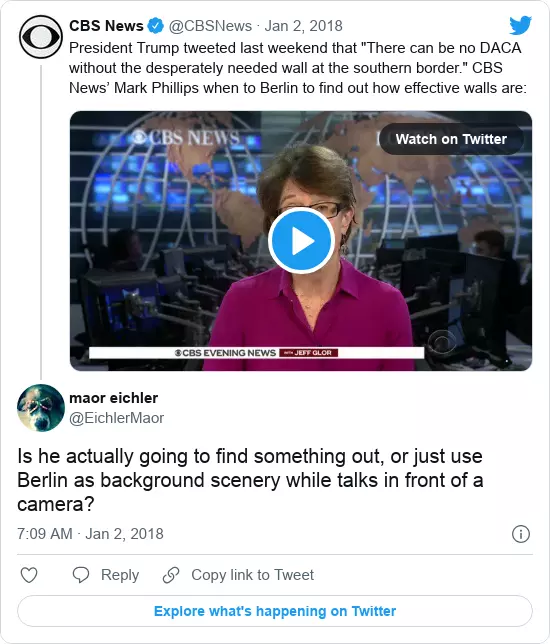 CBS News @CBSNews · Jan 2, 2018
President Trump tweeted last weekend that "There can be no DACA
without the desperately needed wall at the southern border." CBS
News’ Mark Phillips when to Berlin to find out how effective walls are:
CBS NEWS
Watch on Twitter
CBS EVENING NEWS WITH JEFF GLOR
maor eichler
@EichlerMaor
Is he actually going to find something out, or just use
Berlin as background scenery while talks in front of a
camera?
7:09 AM · Jan 2, 2018
Reply Copy link to Tweet
Explore what's happening on Twitter